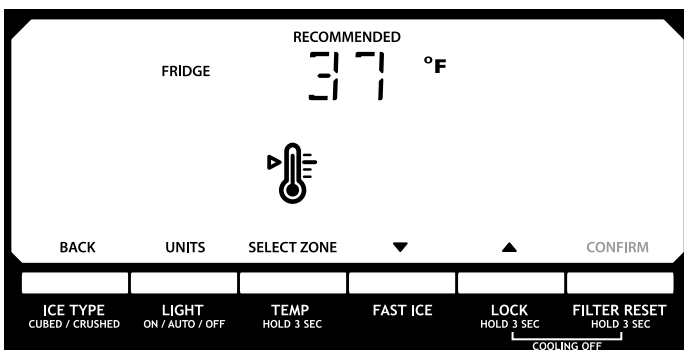 RECOMMENDED
FRIDGE 37 °F
BACK UNITS SELECT ZONE ▼ ▲ CONFIRM
ICE TYPE LIGHT TEMP FAST ICE LOCK FILTER RESET
CUBED / CRUSHED ON / AUTO / OFF HOLD 3 SEC HOLD 3 SEC HOLD 3 SEC
COOLING OFF